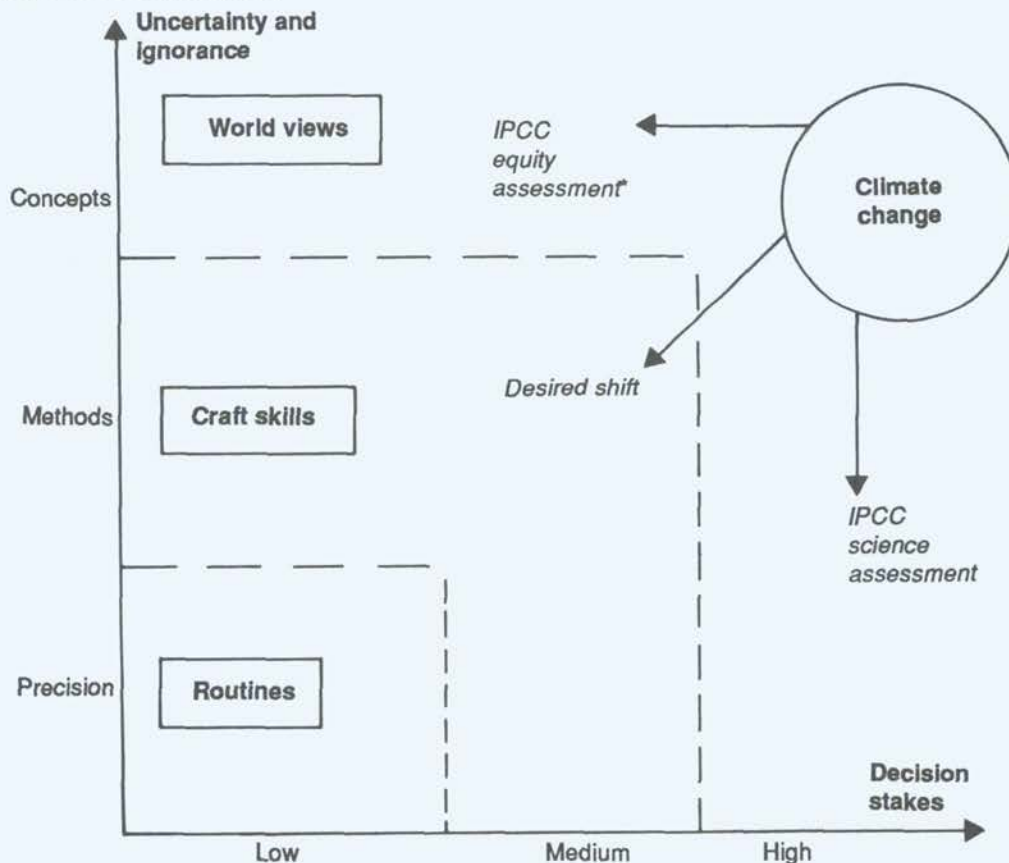 Uncertainty and
ignorance
World views
IPCC
equity
assessment*
Climate
change
Concepts
Desired shift
Methods
Craft skills
IPCC
science
assessment
Precision
Routines
Decision
stakes
Low
Medium
High